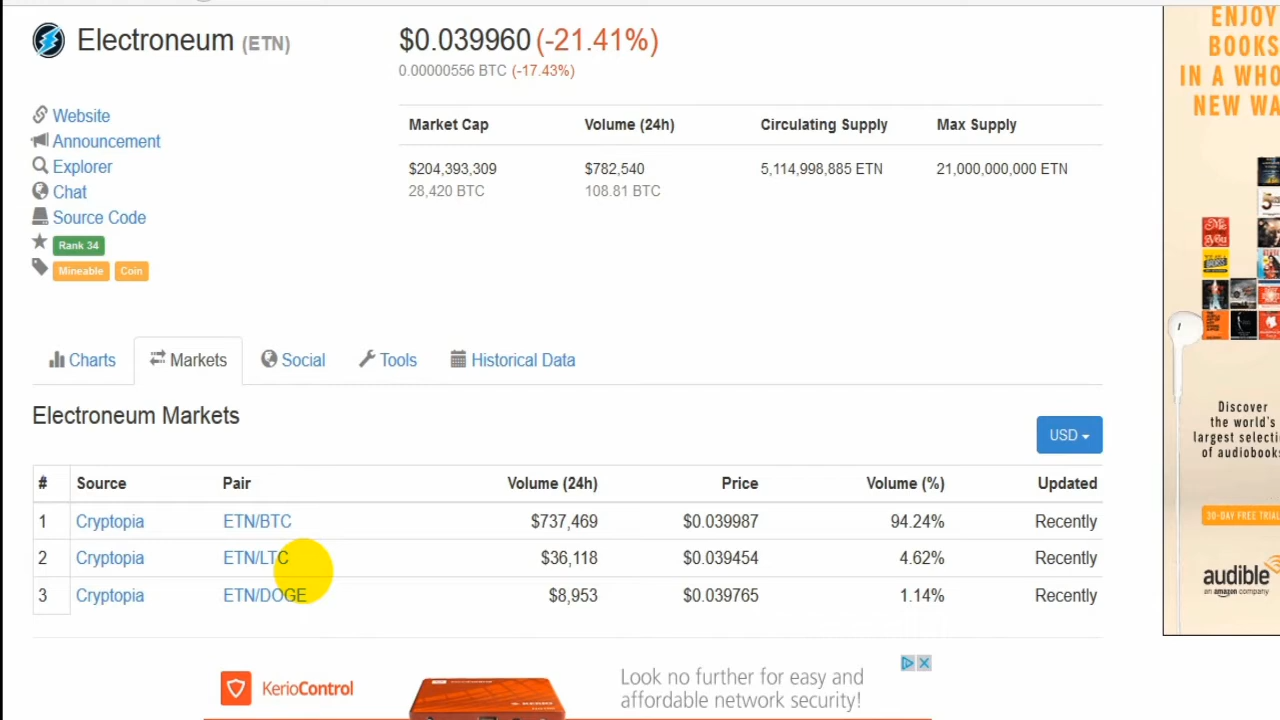 Electroneum (ETN)
$0.039960 (-21.41%)
0.00000556 BTC (-17.43%)
Website
Announcement
Explorer
Chat
Source Code
Rank 34
Mineable Coin
Market Cap Volume (24h) Circulating Supply Max Supply
$204,393,309 $782,540 5,114,998,885 ETN 21,000,000,000 ETN
28,420 BTC 108.81 BTC
Charts Markets Social Tools Historical Data
Electroneum Markets
USD
# Source Pair Volume (24h) Price Volume (%) Updated
1 Cryptopia ETN/BTC $737,469 $0.039987 94.24% Recently
2 Cryptopia ETN/LTC $36,118 $0.039454 4.62% Recently
3 Cryptopia ETN/DOGE $8,953 $0.039765 1.14% Recently
KerioControl
Look no further for easy and
affordable network security!
ENJOY
BOOKS
IN A
NEW
Me
You
Discover
the world's
largest
of audiobooks
30-DAY FREE TRIAL
audible
an amazon company